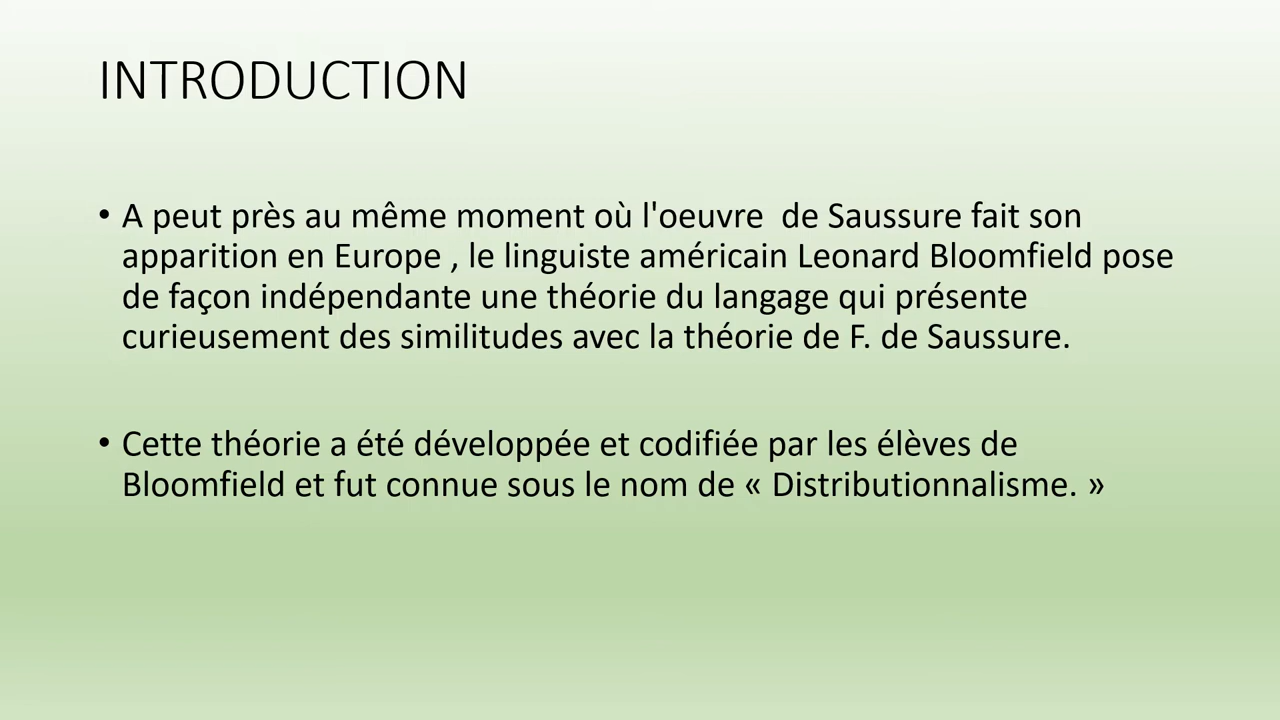 INTRODUCTION
• A peut près au même moment où l'oeuvre  de Saussure fait son
apparition en Europe , le linguiste américain Leonard Bloomfield pose
de façon indépendante une théorie du langage qui présente
curieusement des similitudes avec la théorie de F. de Saussure.
• Cette théorie a été développée et codifiée par les élèves de
Bloomfield et fut connue sous le nom de « Distributionnalisme. »